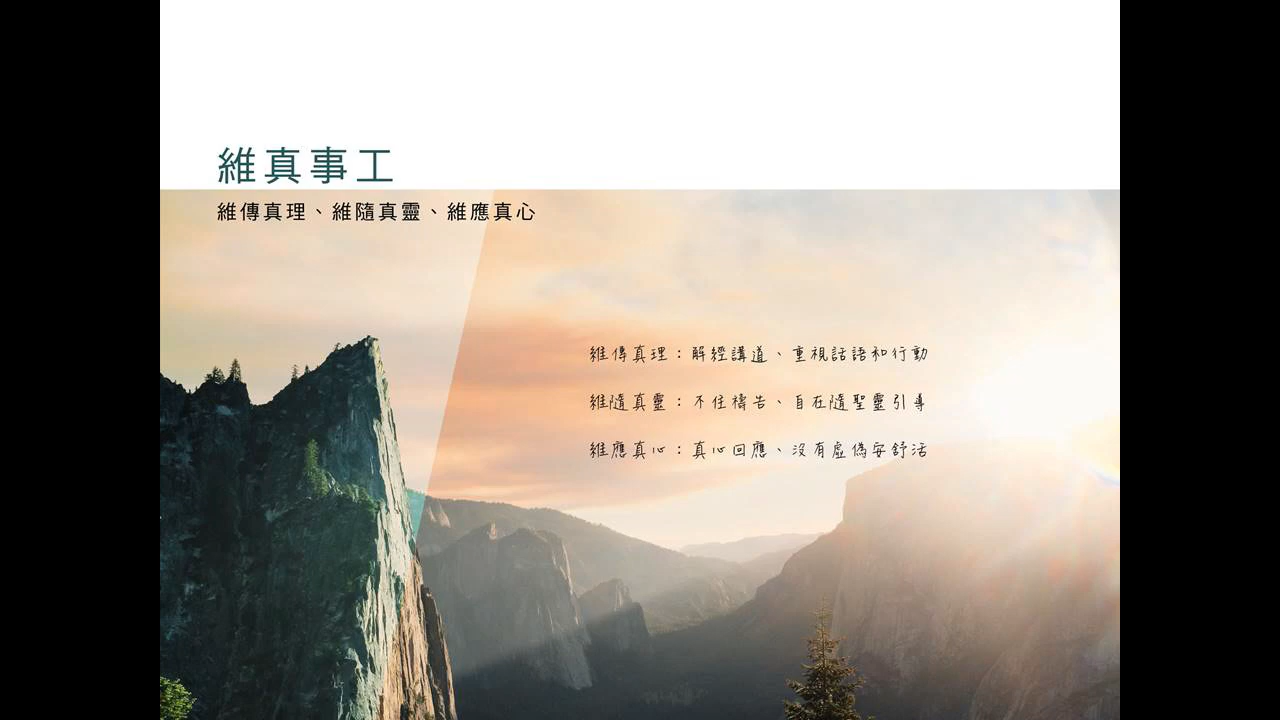 維真事工
維傳真理、維隨真靈、維應真心
維傳真理：解經講道、重視話語和行動
維隨真靈：不住禱告、自在隨聖靈引導
維應真心：真心回應、沒有虛偽安舒活